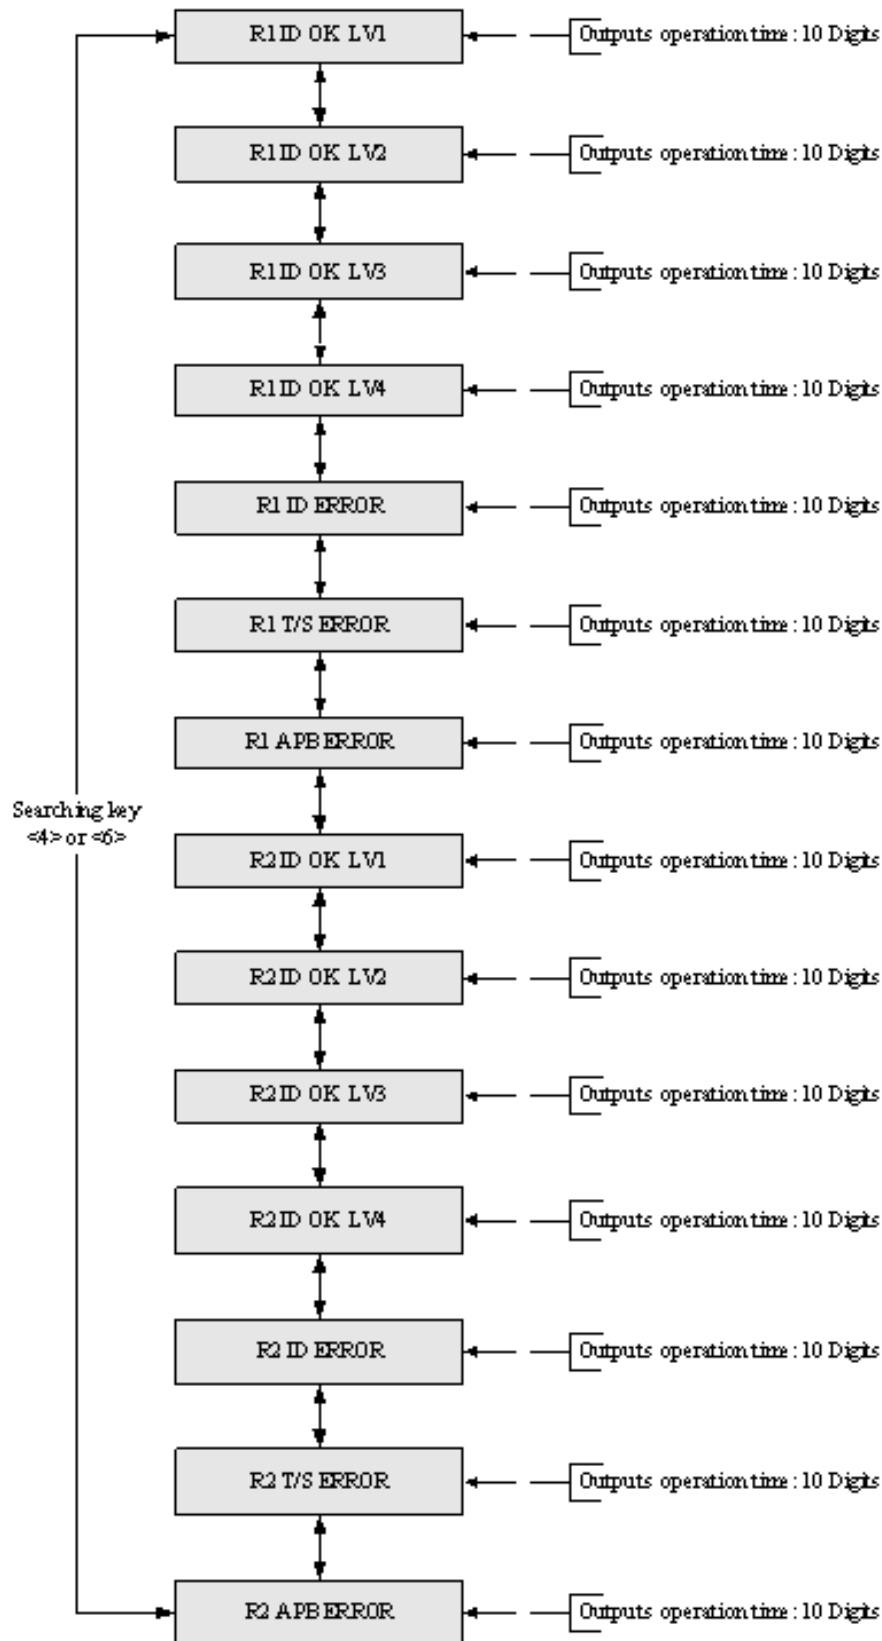 R1 ID OK LV1
Outputs operation time : 10 Digits
R1 ID OK LV2
Outputs operation time : 10 Digits
R1 ID OK LV3
Outputs operation time : 10 Digits
R1 ID OK LV4
Outputs operation time : 10 Digits
R1 ID ERROR
Outputs operation time : 10 Digits
R1 T/S ERROR
Outputs operation time : 10 Digits
R1 APB ERROR
Outputs operation time : 10 Digits
Searching key
<4> or <6>
R2 ID OK LV1
Outputs operation time : 10 Digits
R2 ID OK LV2
Outputs operation time : 10 Digits
R2 ID OK LV3
Outputs operation time : 10 Digits
R2 ID OK LV4
Outputs operation time : 10 Digits
R2 ID ERROR
Outputs operation time : 10 Digits
R2 T/S ERROR
Outputs operation time : 10 Digits
R2 APB ERROR
Outputs operation time : 10 Digits